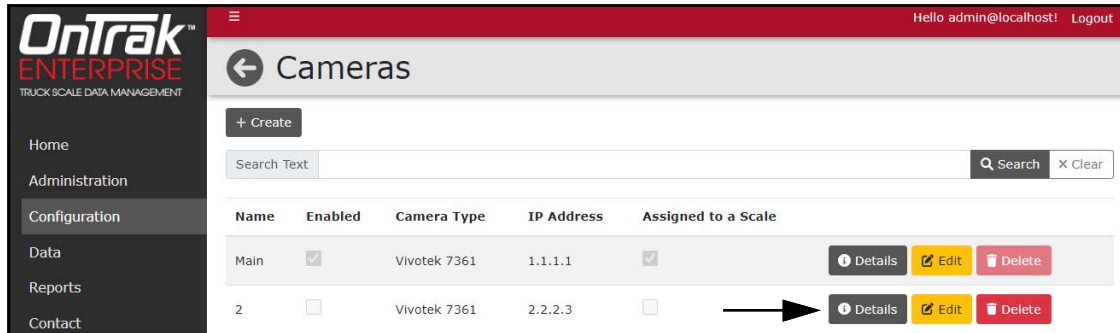 OnTrak™
ENTERPRISE
TRUCK SCALE DATA MANAGEMENT
Home
Administration
Configuration
Data
Reports
Contact
Hello admin@localhost! Logout
Cameras
+ Create
Search Text Search × Clear
Name Enabled Camera Type IP Address Assigned to a Scale
Main Vivotek 7361 1.1.1.1 Details Edit Delete
2 Vivotek 7361 2.2.2.3 Details Edit Delete